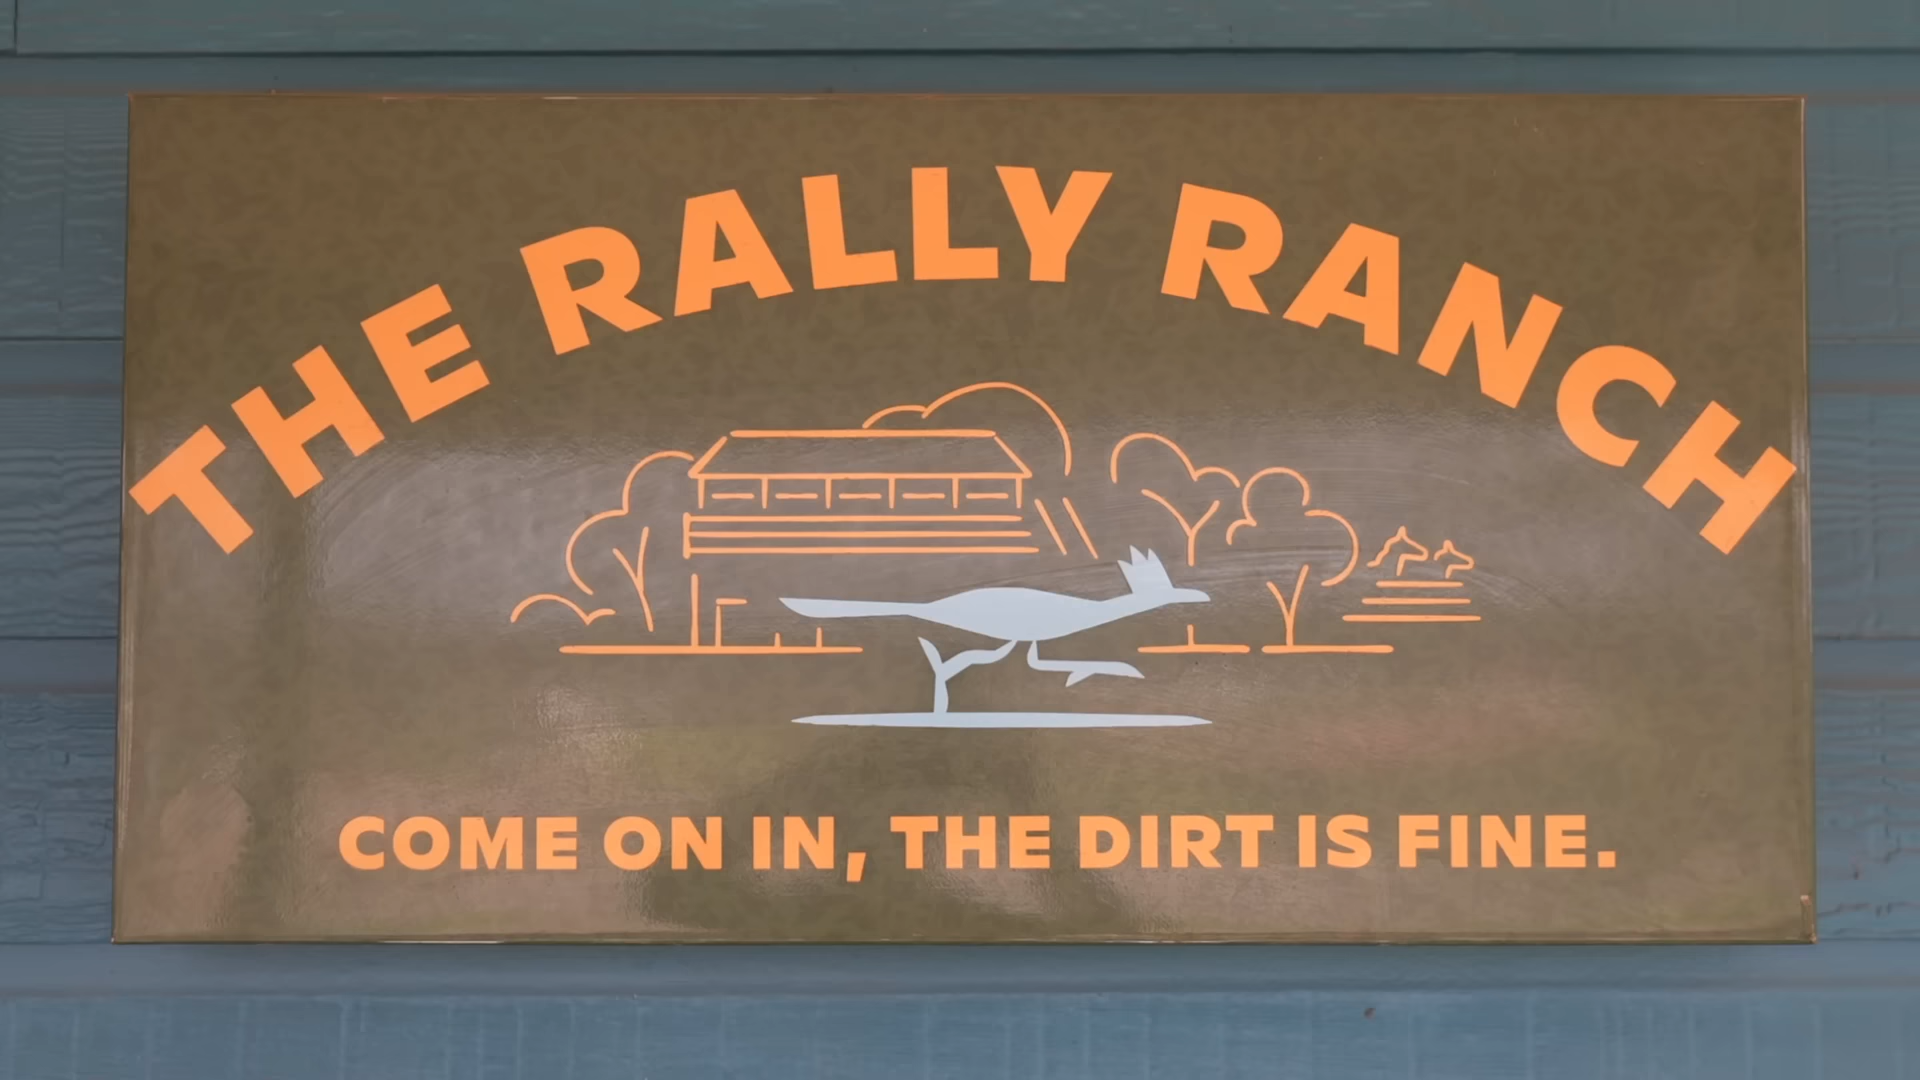 THE RALLY RANCH
COME ON IN, THE DIRT IS FINE.